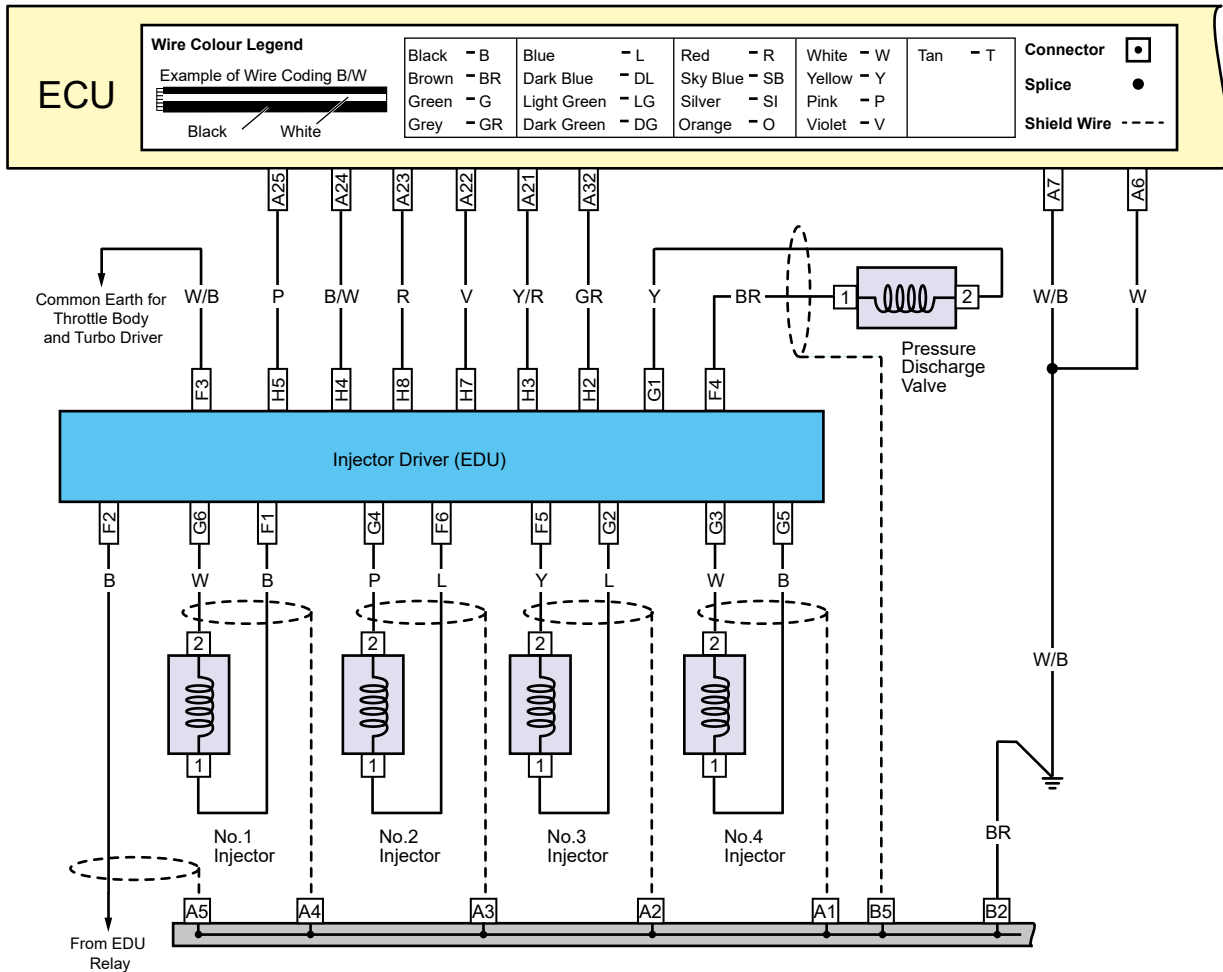 ECU
Wire Colour Legend
Example of Wire Coding B/W
Black White
Black - B
Brown - BR
Green - G
Grey - GR
Blue - L
Dark Blue - DL
Light Green - LG
Dark Green - DG
Red - R
Sky Blue - SB
Silver - SI
Orange - O
White - W
Yellow - Y
Pink - P
Violet - V
Tan - T
Connector
Splice
Shield Wire
A25 A24 A23 A22 A21 A32 A7 A6
Common Earth for
Throttle Body
and Turbo Driver
W/B P B/W R V Y/R GR Y BR 1 2 W/B W
Pressure
Discharge
Valve
F3 H5 H4 H8 H7 H3 H2 G1 F4
Injector Driver (EDU)
F2 G6 F1 G4 F6 F5 G2 G3 G5
B W B P L Y L W B
2 2 2 2
W/B
1 1 1 1
No.1
Injector
No.2
Injector
No.3
Injector
No.4
Injector
BR
A5 A4 A3 A2 A1 B5 B2
From EDU
Relay